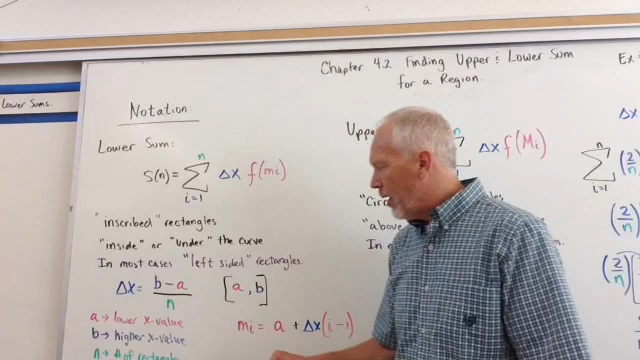 Chapter 4.2 Finding Upper & Lower Sum
for a Region.
Ex =
Lower Sums.
Notation:
Lower Sum:
S(n) = n Σ i=1 Δx f(mi)
"inscribed" rectangles
"inside" or "under" the curve
In most cases "left sided" rectangles.
Δx = b-a / n [a, b]
a → lower x-value
b → higher x-value
n → # of rectangle
mi = a + Δx(i-1)
Upp
Δx f(Mi)
"Circ
"above
In m
Δx
n Σ i=1 (2/n
(2/n)
(2/n)